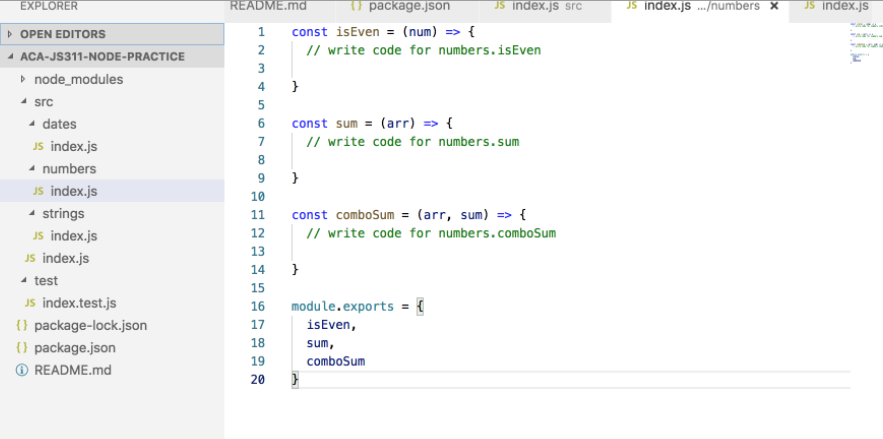 EXPLORER
OPEN EDITORS
ACA-JS311-NODE-PRACTICE
node_modules
src
dates
JS index.js
numbers
JS index.js
strings
JS index.js
JS index.js
test
JS index.test.js
{ } package-lock.json
{ } package.json
README.md
README.md { } package.json JS index.js src JS index.js .../numbers × JS index.js
1 const isEven = (num) => {
2 // write code for numbers.isEven
3
4 }
5
6 const sum = (arr) => {
7 // write code for numbers.sum
8
9 }
10
11 const comboSum = (arr, sum) => {
12 // write code for numbers.comboSum
13
14 }
15
16 module.exports = {
17 isEven,
18 sum,
19 comboSum
20 }